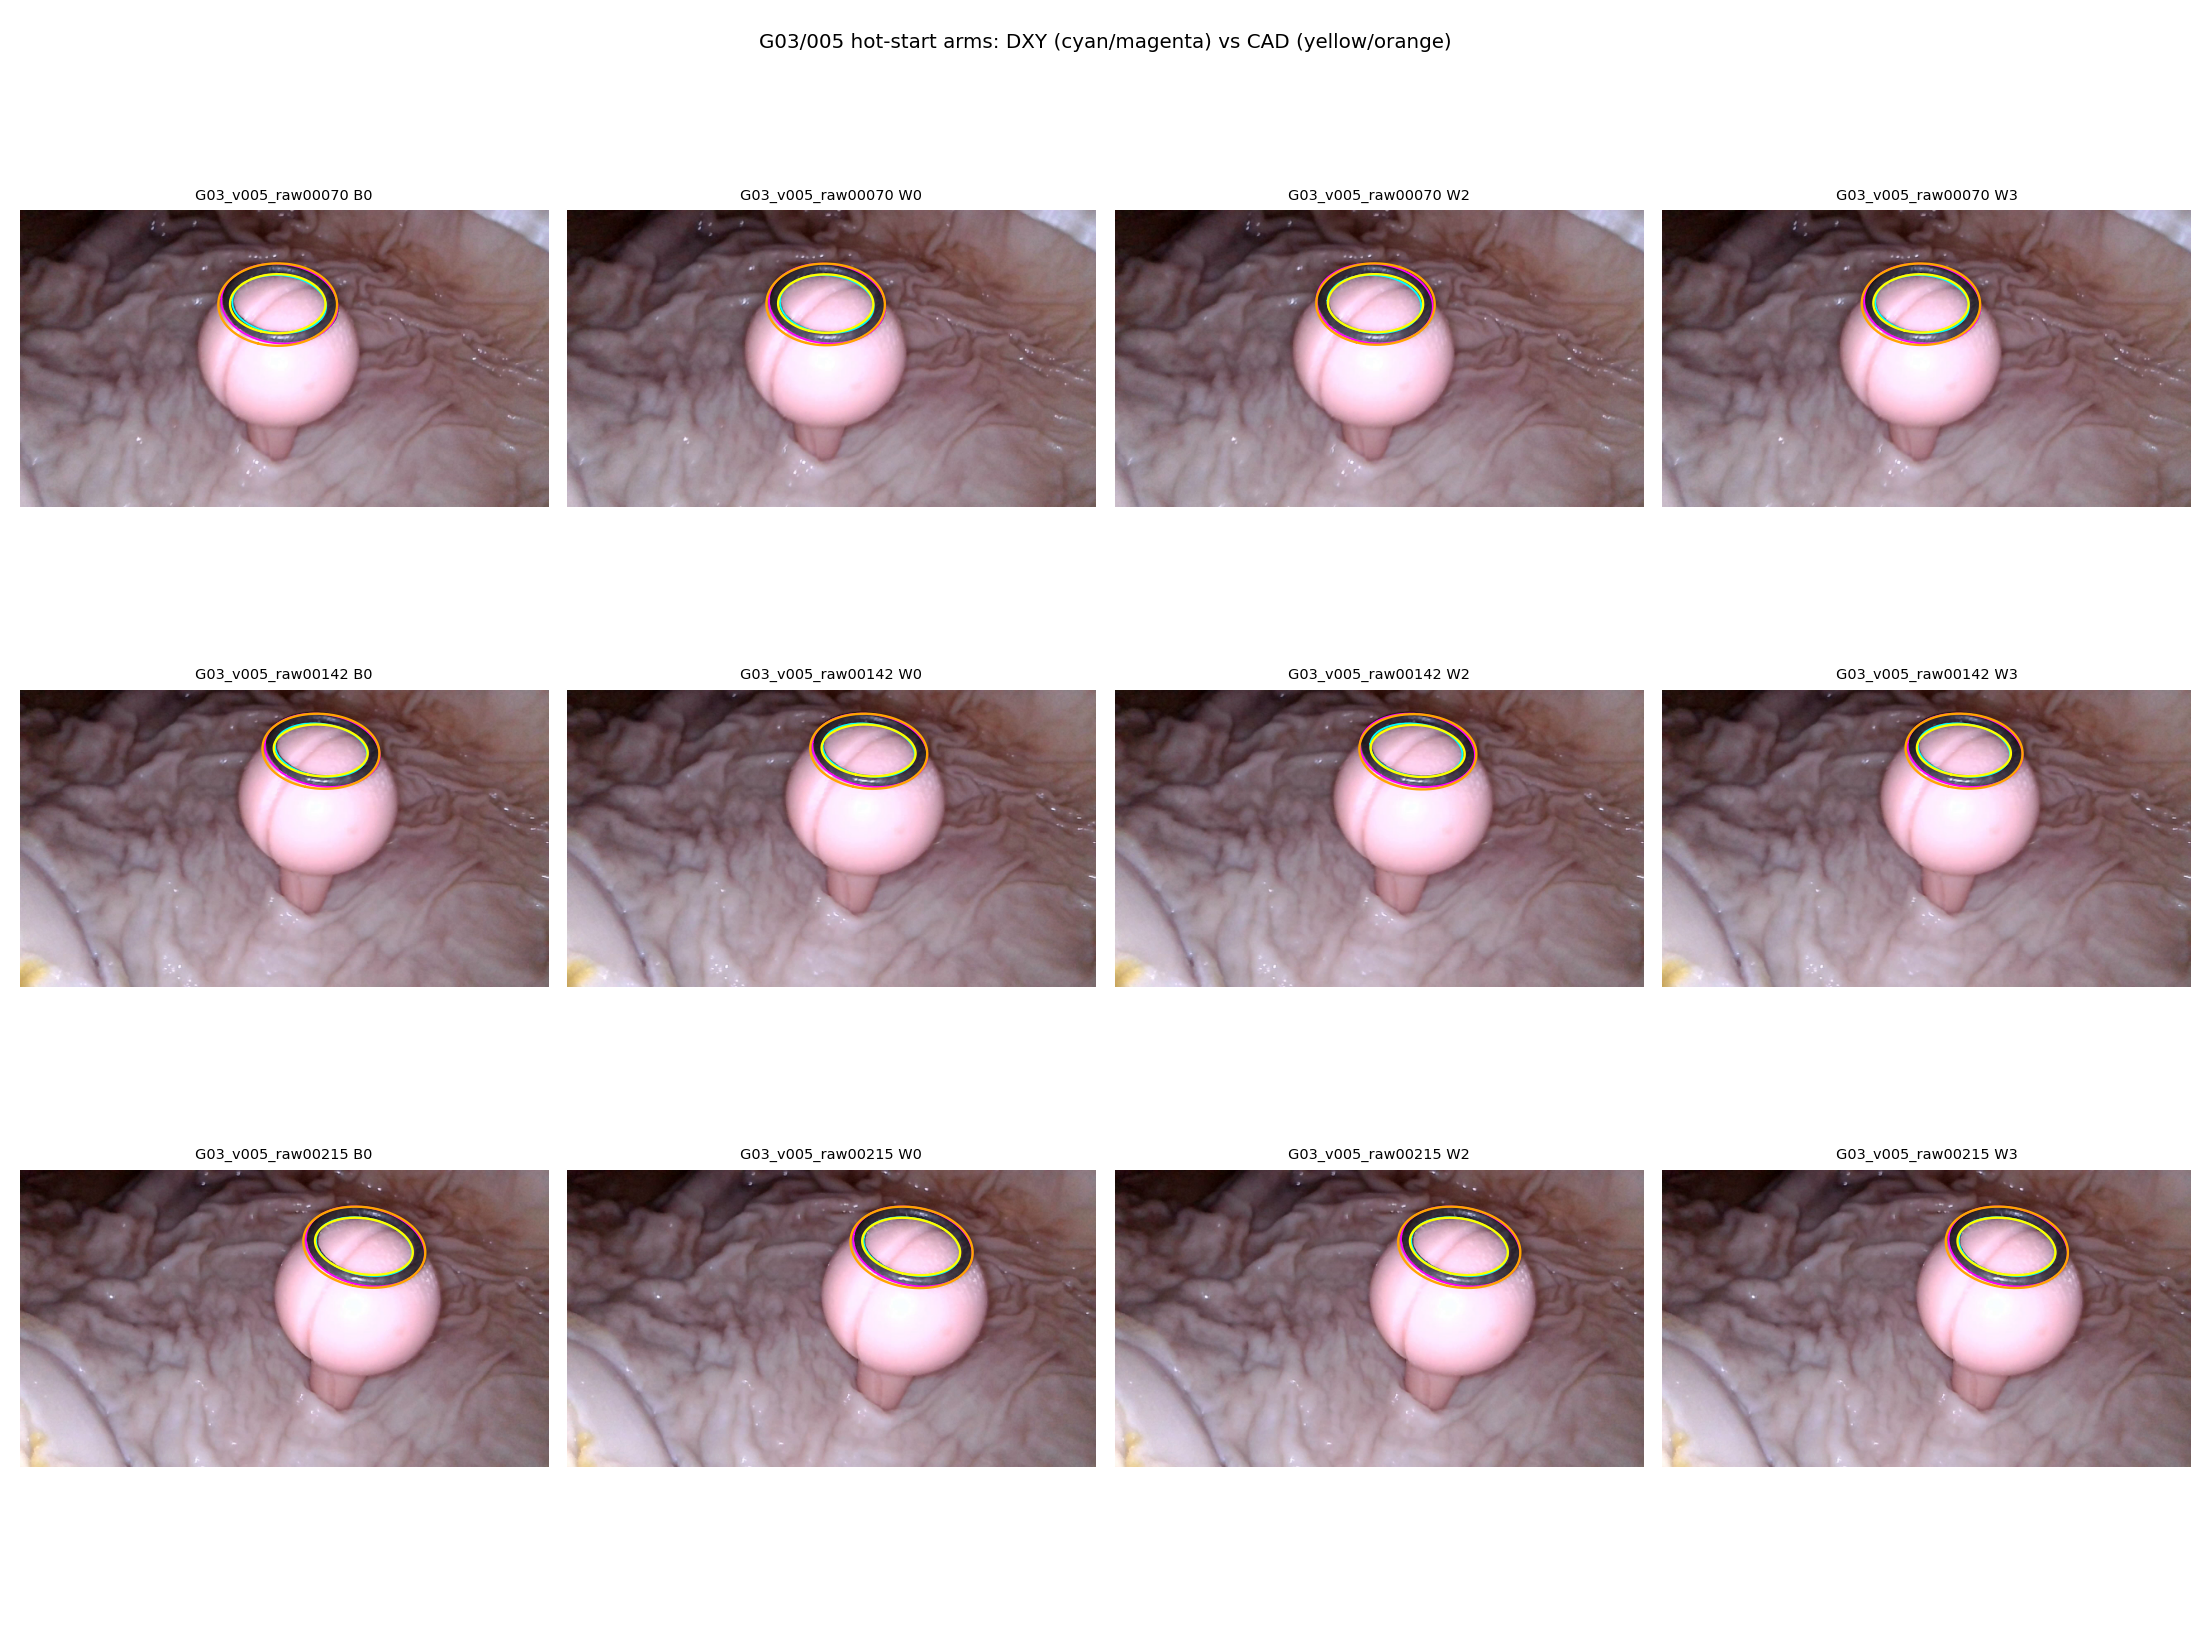 G03/005 hot-start arms: DXY (cyan/magenta) vs CAD (yellow/orange)
G03_v005_raw00070 B0
G03_v005_raw00070 W0
G03_v005_raw00070 W2
G03_v005_raw00070 W3
G03_v005_raw00142 B0
G03_v005_raw00142 W0
G03_v005_raw00142 W2
G03_v005_raw00142 W3
G03_v005_raw00215 B0
G03_v005_raw00215 W0
G03_v005_raw00215 W2
G03_v005_raw00215 W3